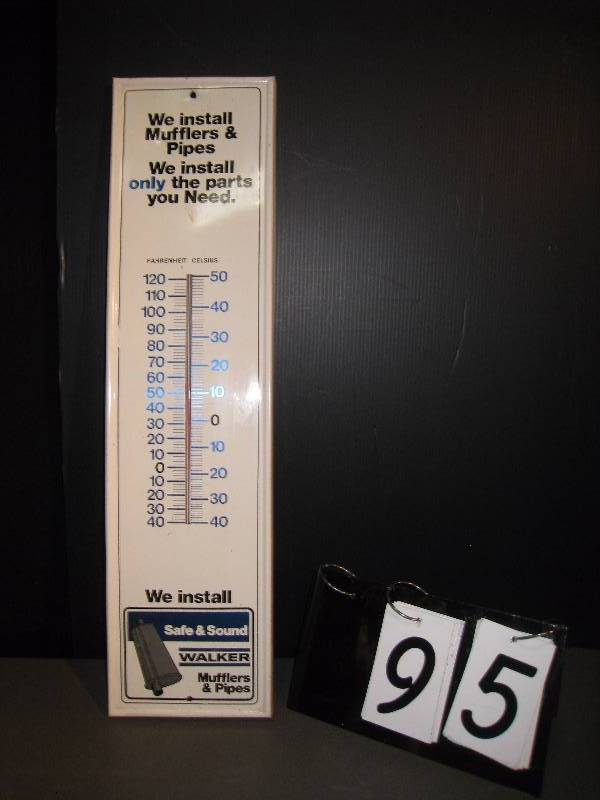 We install
Mufflers &
Pipes
We install
only the parts
you Need.
FAHRENHEIT CELSIUS
120 50
110
100 40
90
80 30
70
60 20
50 10
40
30 0
20
10 10
0
10 20
20
30 30
40 40
We install
Safe & Sound
WALKER
Mufflers
& Pipes
95